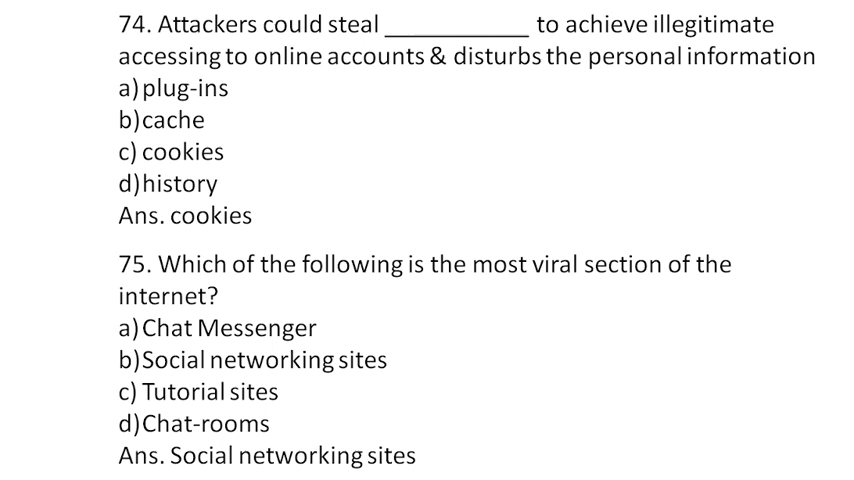 74. Attackers could steal ____________ to achieve illegitimate
accessing to online accounts & disturbs the personal information
a) plug-ins
b) cache
c) cookies
d) history
Ans. cookies
75. Which of the following is the most viral section of the
internet?
a) Chat Messenger
b) Social networking sites
c) Tutorial sites
d) Chat-rooms
Ans. Social networking sites